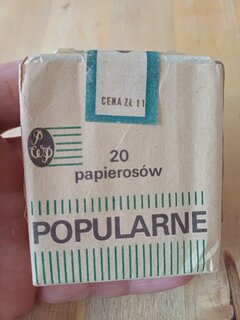 CENA ZŁ 11
20
papierosów
POPULARNE